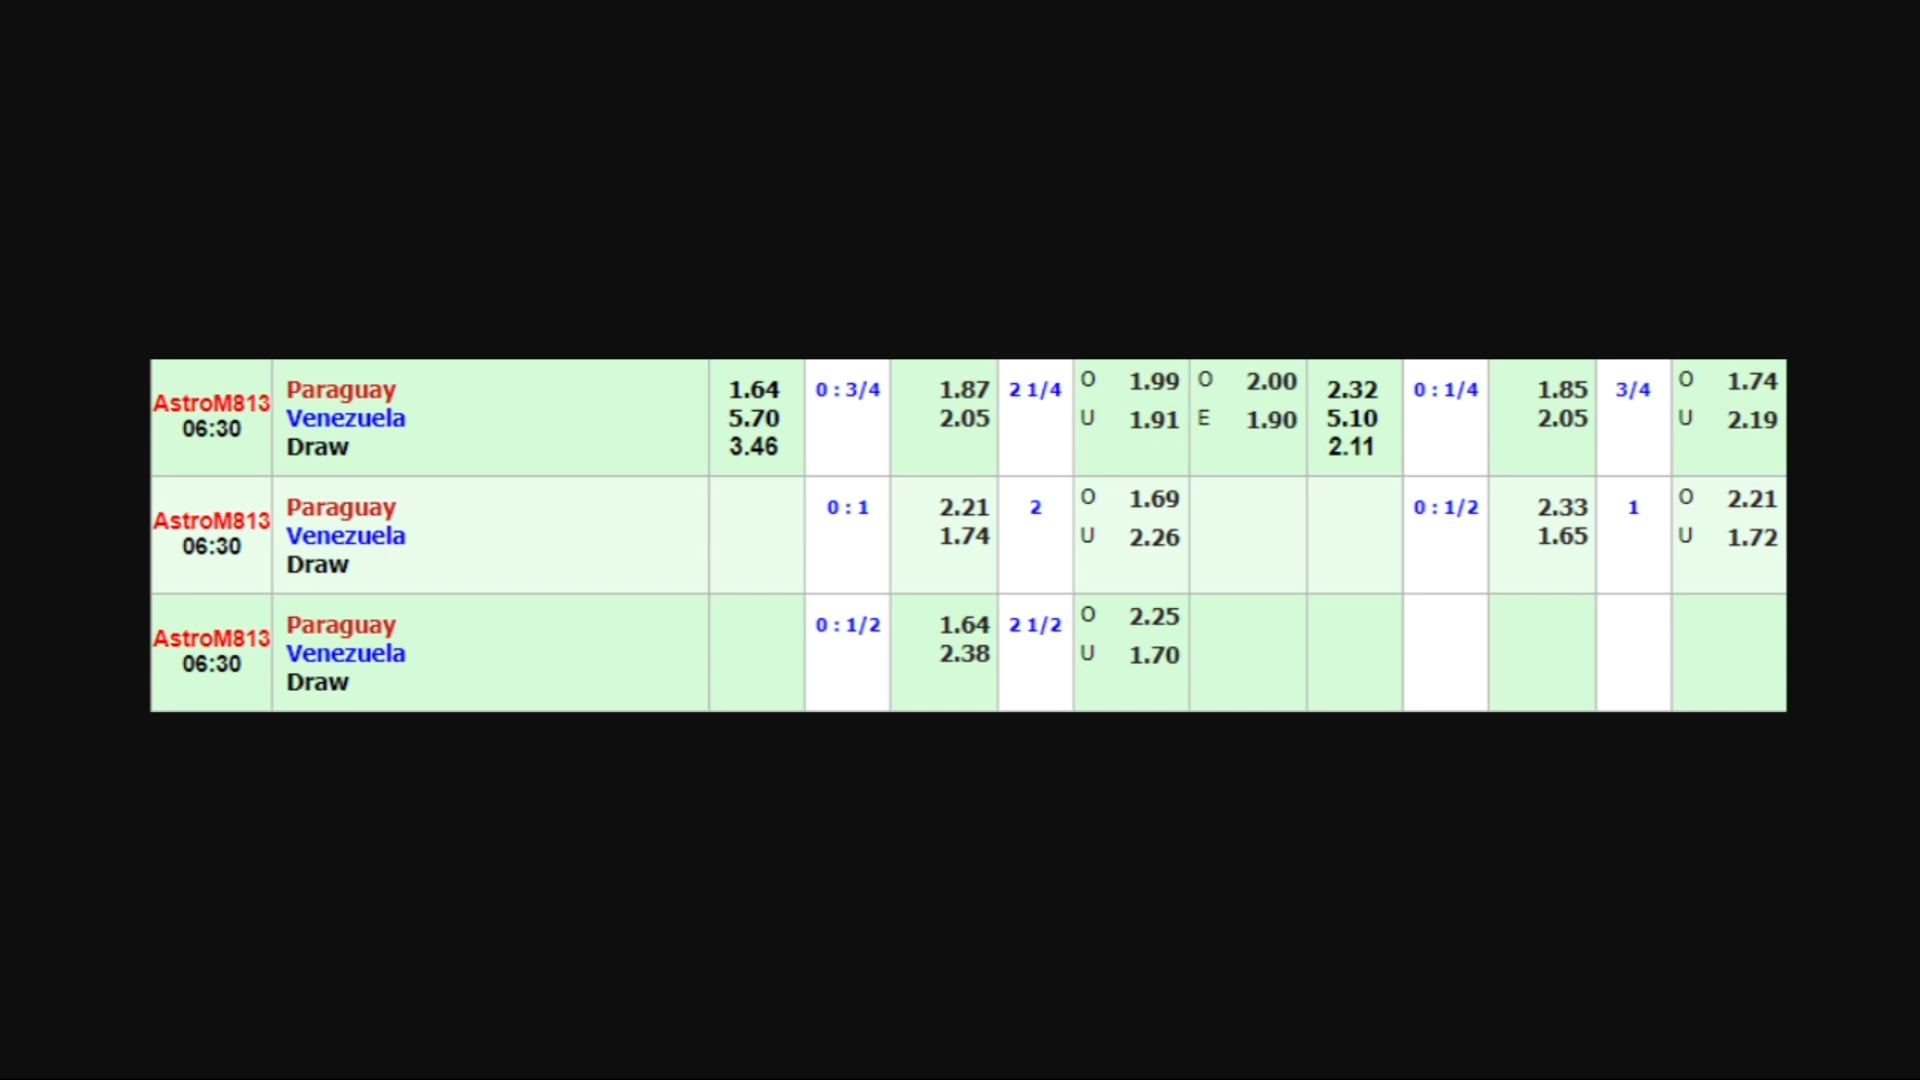 AstroM813 Paraguay 1.64 0 : 3/4 1.87 2 1/4 O 1.99 O 2.00 2.32 0 : 1/4 1.85 3/4 O 1.74
06:30 Venezuela 5.70 2.05 U 1.91 E 1.90 5.10 2.05 U 2.19
Draw 3.46 2.11
AstroM813 Paraguay 0 : 1 2.21 2 O 1.69 0 : 1/2 2.33 1 O 2.21
06:30 Venezuela 1.74 U 2.26 1.65 U 1.72
Draw
AstroM813 Paraguay 0 : 1/2 1.64 2 1/2 O 2.25
06:30 Venezuela 2.38 U 1.70
Draw